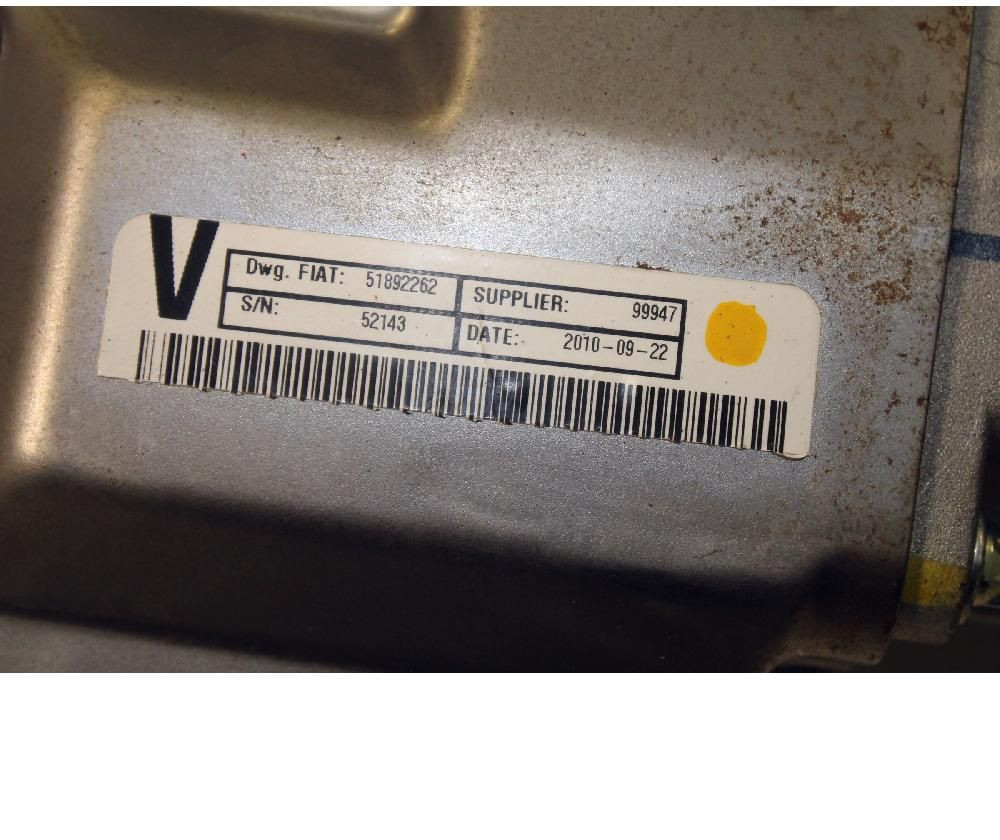 V
Dwg. FIAT: 51892262
SUPPLIER: 99947
S/N: 52143
DATE: 2010-09-22